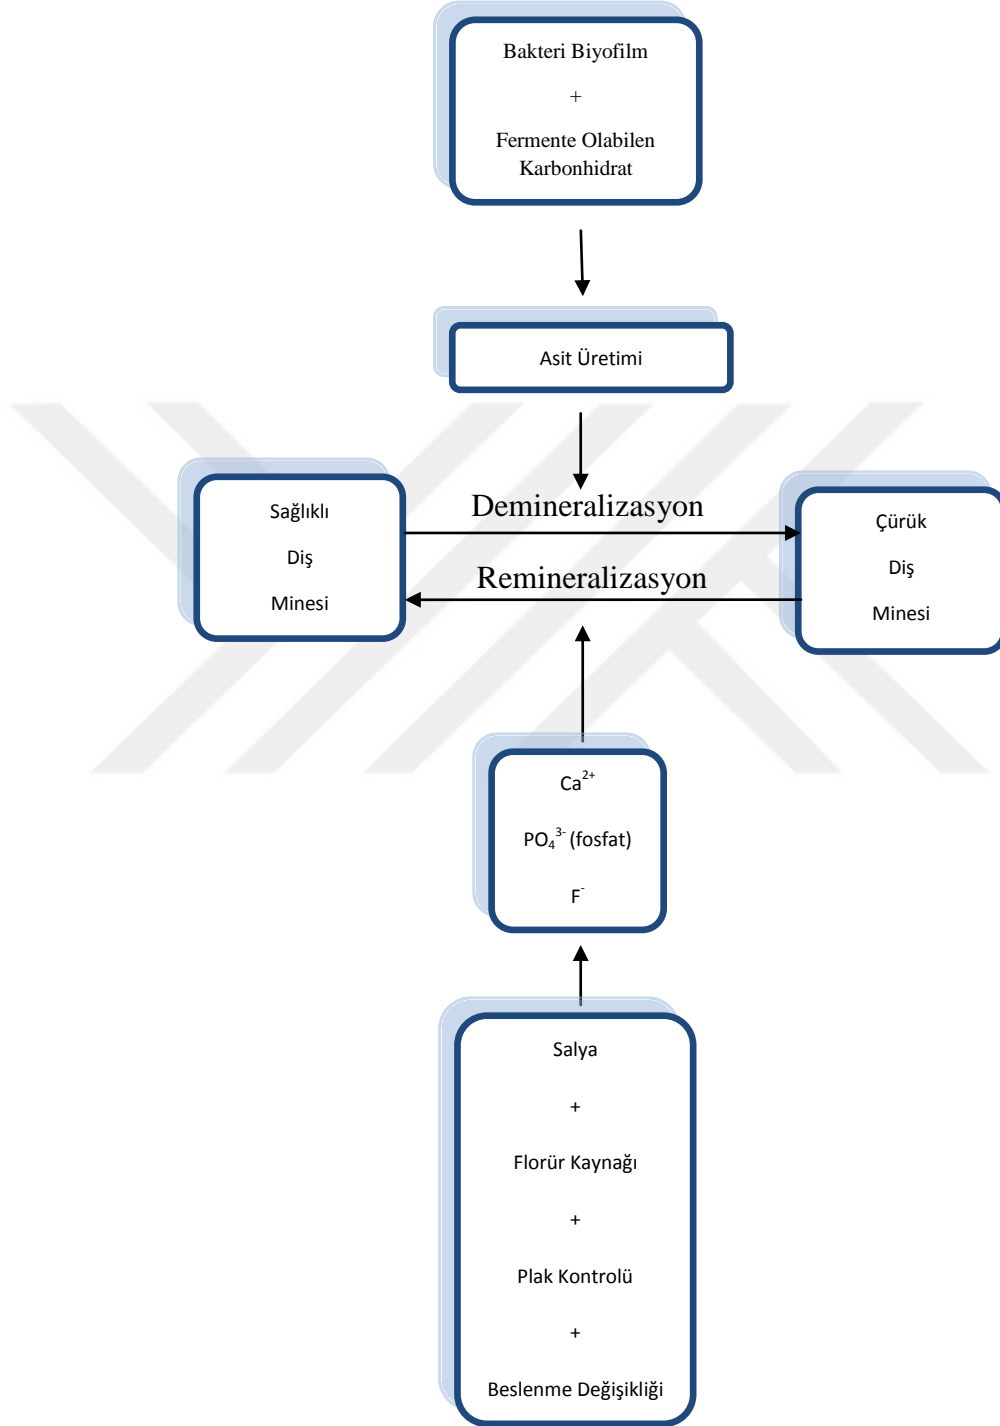 Bakteri Biyofilm
+
Fermente Olabilen
Karbonhidrat
Asit Üretimi
Sağlıklı
Diş
Minesi
Demineralizasyon
Remineralizasyon
Çürük
Diş
Minesi
Ca²⁺
PO₄³⁻ (fosfat)
F⁻
Salya
+
Florür Kaynağı
+
Plak Kontrolü
+
Beslenme Değişikliği